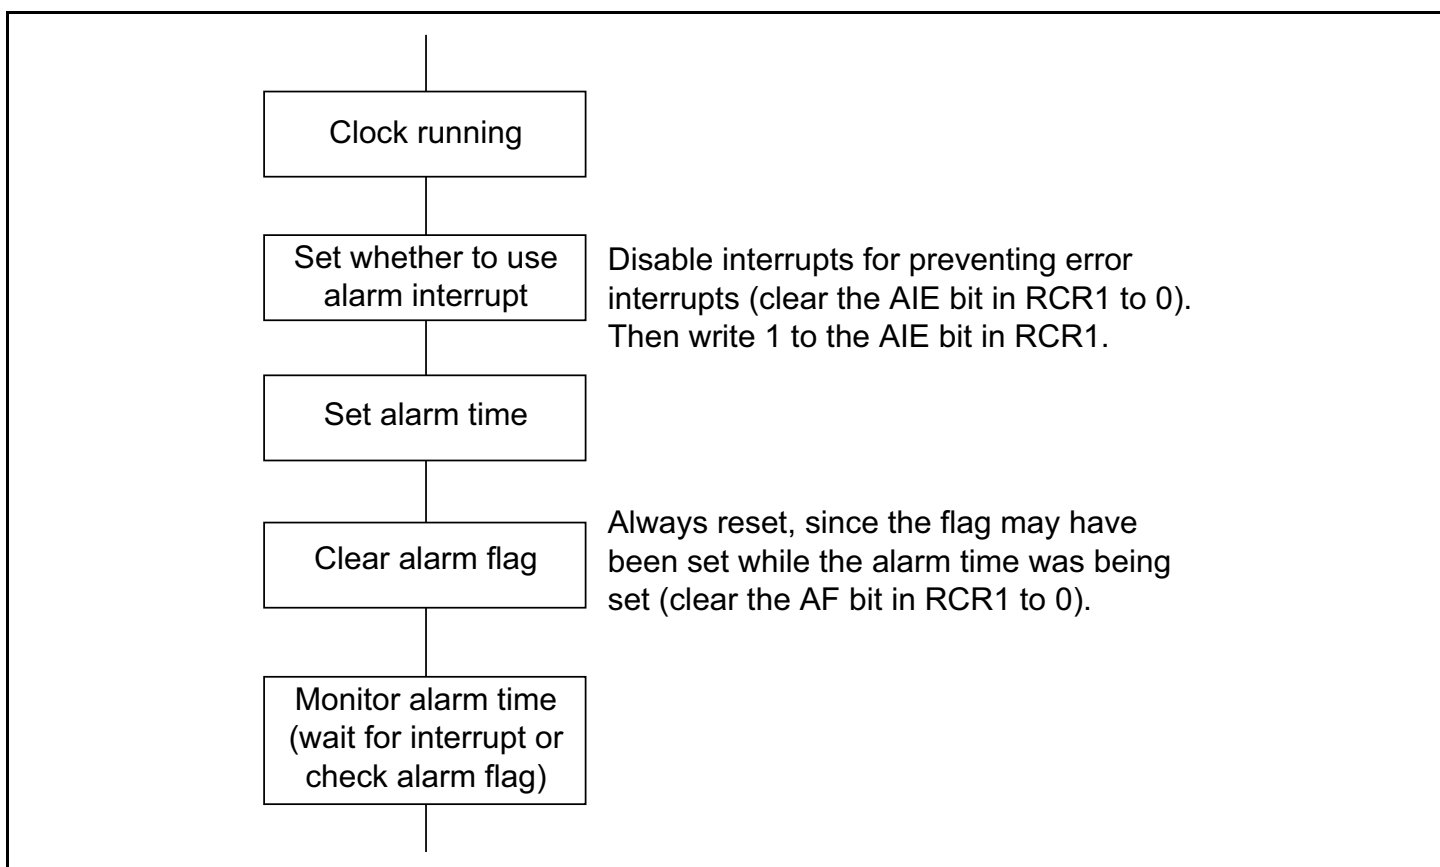 Clock running
Set whether to use
alarm interrupt
Disable interrupts for preventing error
interrupts (clear the AIE bit in RCR1 to 0).
Then write 1 to the AIE bit in RCR1.
Set alarm time
Clear alarm flag
Always reset, since the flag may have
been set while the alarm time was being
set (clear the AF bit in RCR1 to 0).
Monitor alarm time
(wait for interrupt or
check alarm flag)